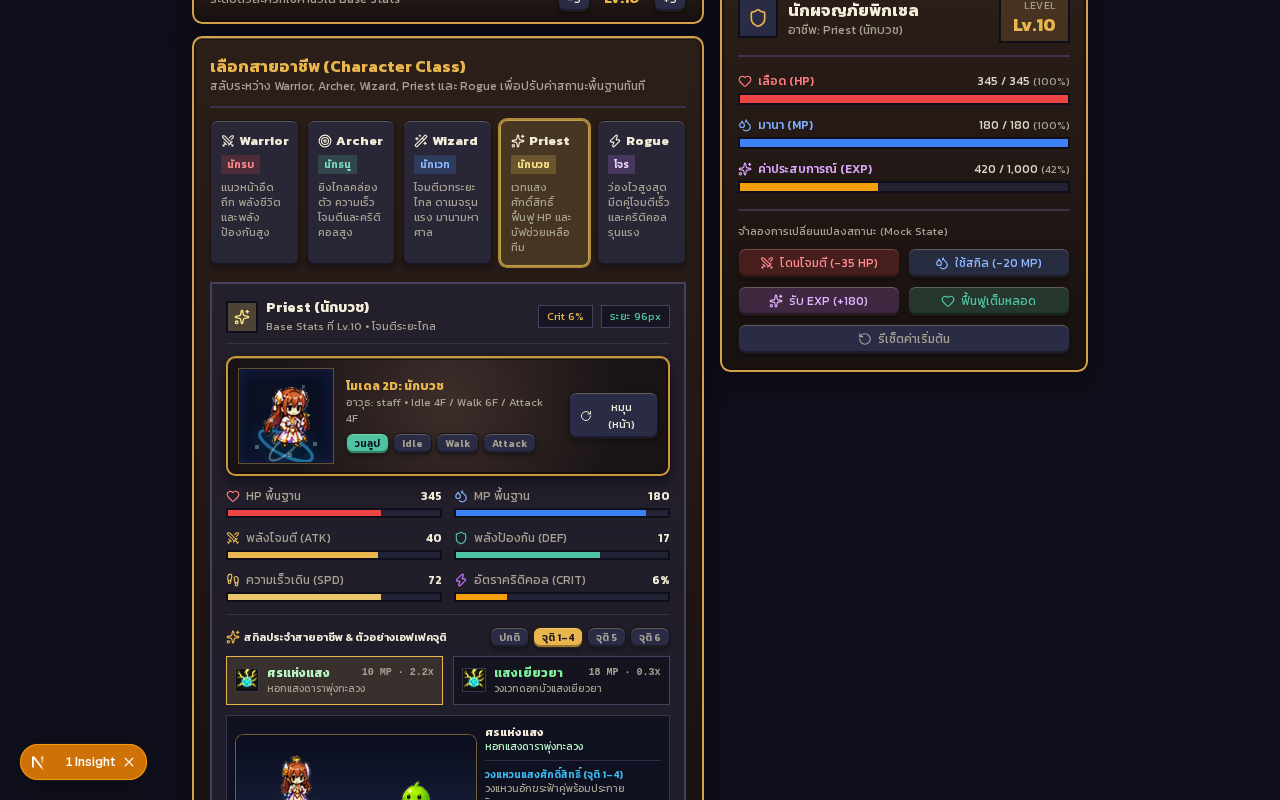 Lv.10
เลือกสายอาชีพ (Character Class)
สลับระหว่าง Warrior, Archer, Wizard, Priest และ Rogue เพื่อปรับค่าสถานะพื้นฐานทันที
Warrior
นักรบ
แนวหน้าอึด
ถึก พลังชีวิต
และพลัง
ป้องกันสูง
Archer
นักธนู
ยิงไกลคล่อง
ตัว ความเร็ว
โจมตีและคริติ
คอลสูง
Wizard
นักเวท
โจมตีเวทระยะ
ไกล ดาเมจรุน
แรง มานามหา
ศาล
Priest
นักบวช
เวทแสง
ศักดิ์สิทธิ์
ฟื้นฟู HP และ
บัฟช่วยเหลือ
ทีม
Rogue
โจร
ว่องไวสูงสุด
มีดคู่โจมตีเร็ว
และคริติคอล
รุนแรง
Priest (นักบวช)
Base Stats ที่ Lv.10 • โจมตีระยะไกล
Crit 6%
ระยะ 96px
โมเดล 2D: นักบวช
อาวุธ: staff • Idle 4F / Walk 6F / Attack
4F
วนลูป
Idle
Walk
Attack
หมุน
(หน้า)
HP พื้นฐาน 345
MP พื้นฐาน 180
พลังโจมตี (ATK) 40
พลังป้องกัน (DEF) 17
ความเร็วเดิน (SPD) 72
อัตราคริติคอล (CRIT) 6%
สกิลประจำสายอาชีพ & ตัวอย่างเอฟเฟคจุติ
ปกติ
จุติ 1-4
จุติ 5
จุติ 6
ศรแห่งแสง 10 MP · 2.2x
หอกแสงดาราพุ่งทะลวง
แสงเยียวยา 18 MP · 0.3x
วงเวทดอกบัวแสงเยียวยา
ศรแห่งแสง
หอกแสงดาราพุ่งทะลวง
วงแหวนแสงศักดิ์สิทธิ์ (จุติ 1-4)
วงแหวนอักขระฟ้าคู่พร้อมประกาย
นักผจญภัยพิกเซล
อาชีพ: Priest (นักบวช)
LEVEL
Lv.10
เลือด (HP) 345 / 345 (100%)
มานา (MP) 180 / 180 (100%)
ค่าประสบการณ์ (EXP) 420 / 1,000 (42%)
จำลองการเปลี่ยนแปลงสถานะ (Mock State)
โดนโจมตี (-35 HP)
ใช้สกิล (-20 MP)
รับ EXP (+180)
ฟื้นฟูเต็มหลอด
รีเซ็ตค่าเริ่มต้น
1 Insight